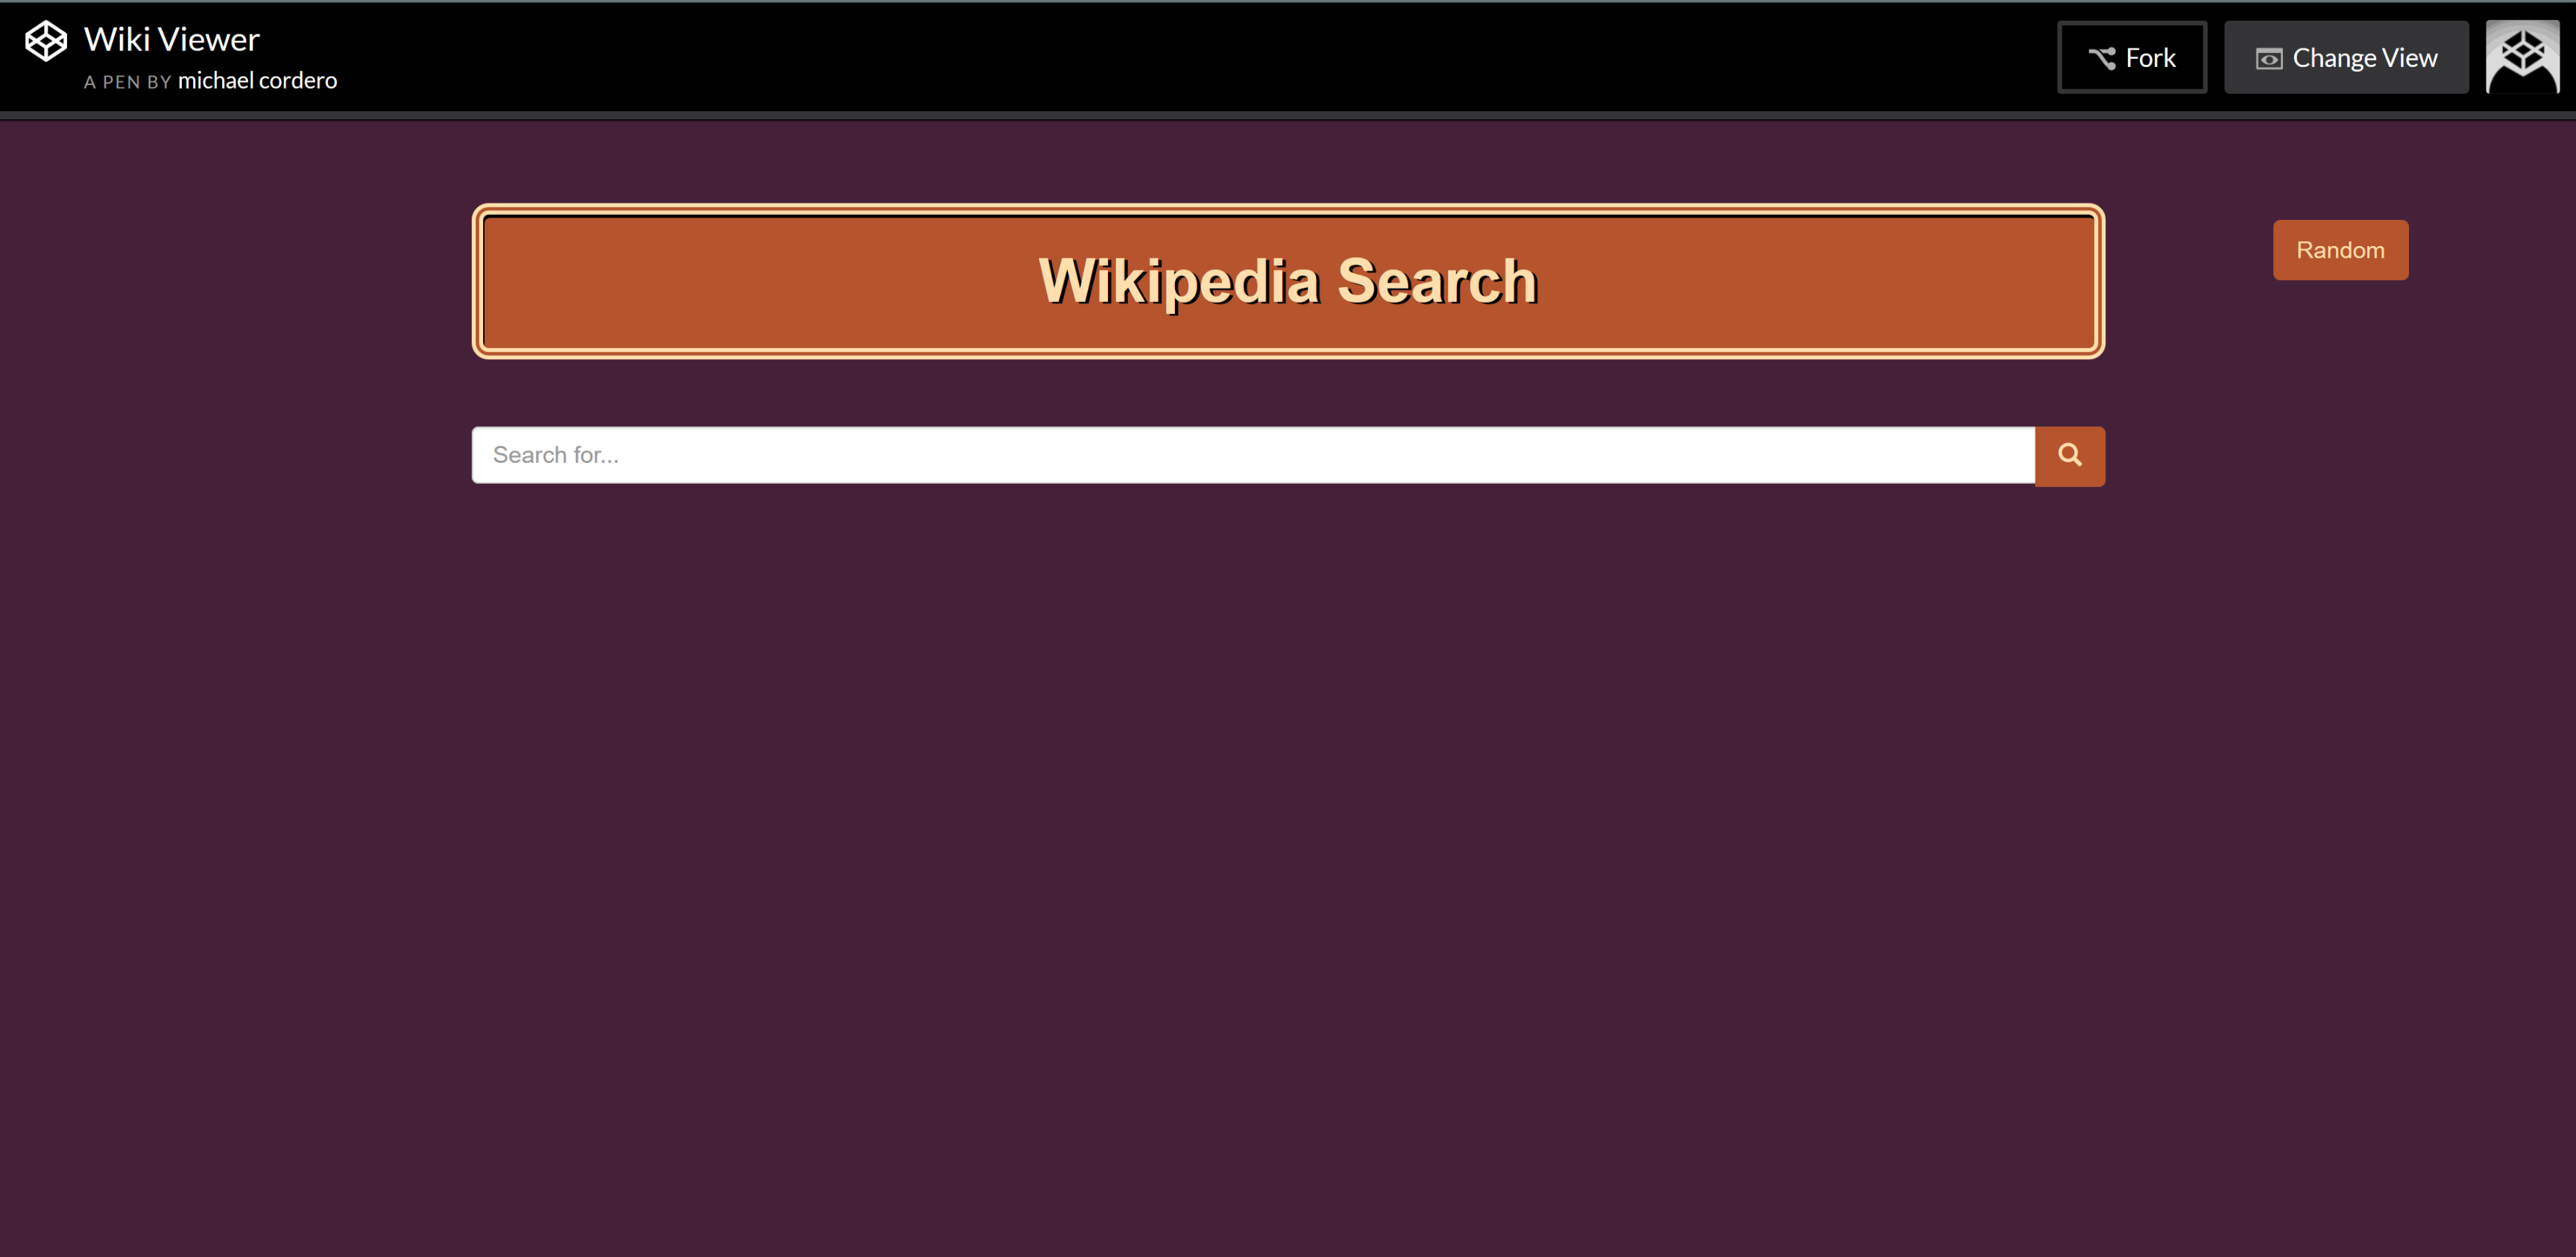 Wiki Viewer
A PEN BY michael cordero
Fork
Change View
Wikipedia Search
Random
Search for...